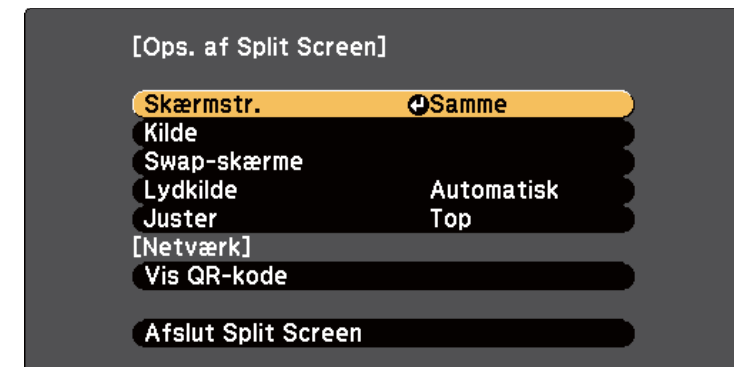 [Ops. af Split Screen]
Skærmstr. Samme
Kilde
Swap-skærme
Lydkilde Automatisk
Juster Top
[Netværk]
Vis QR-kode
Afslut Split Screen